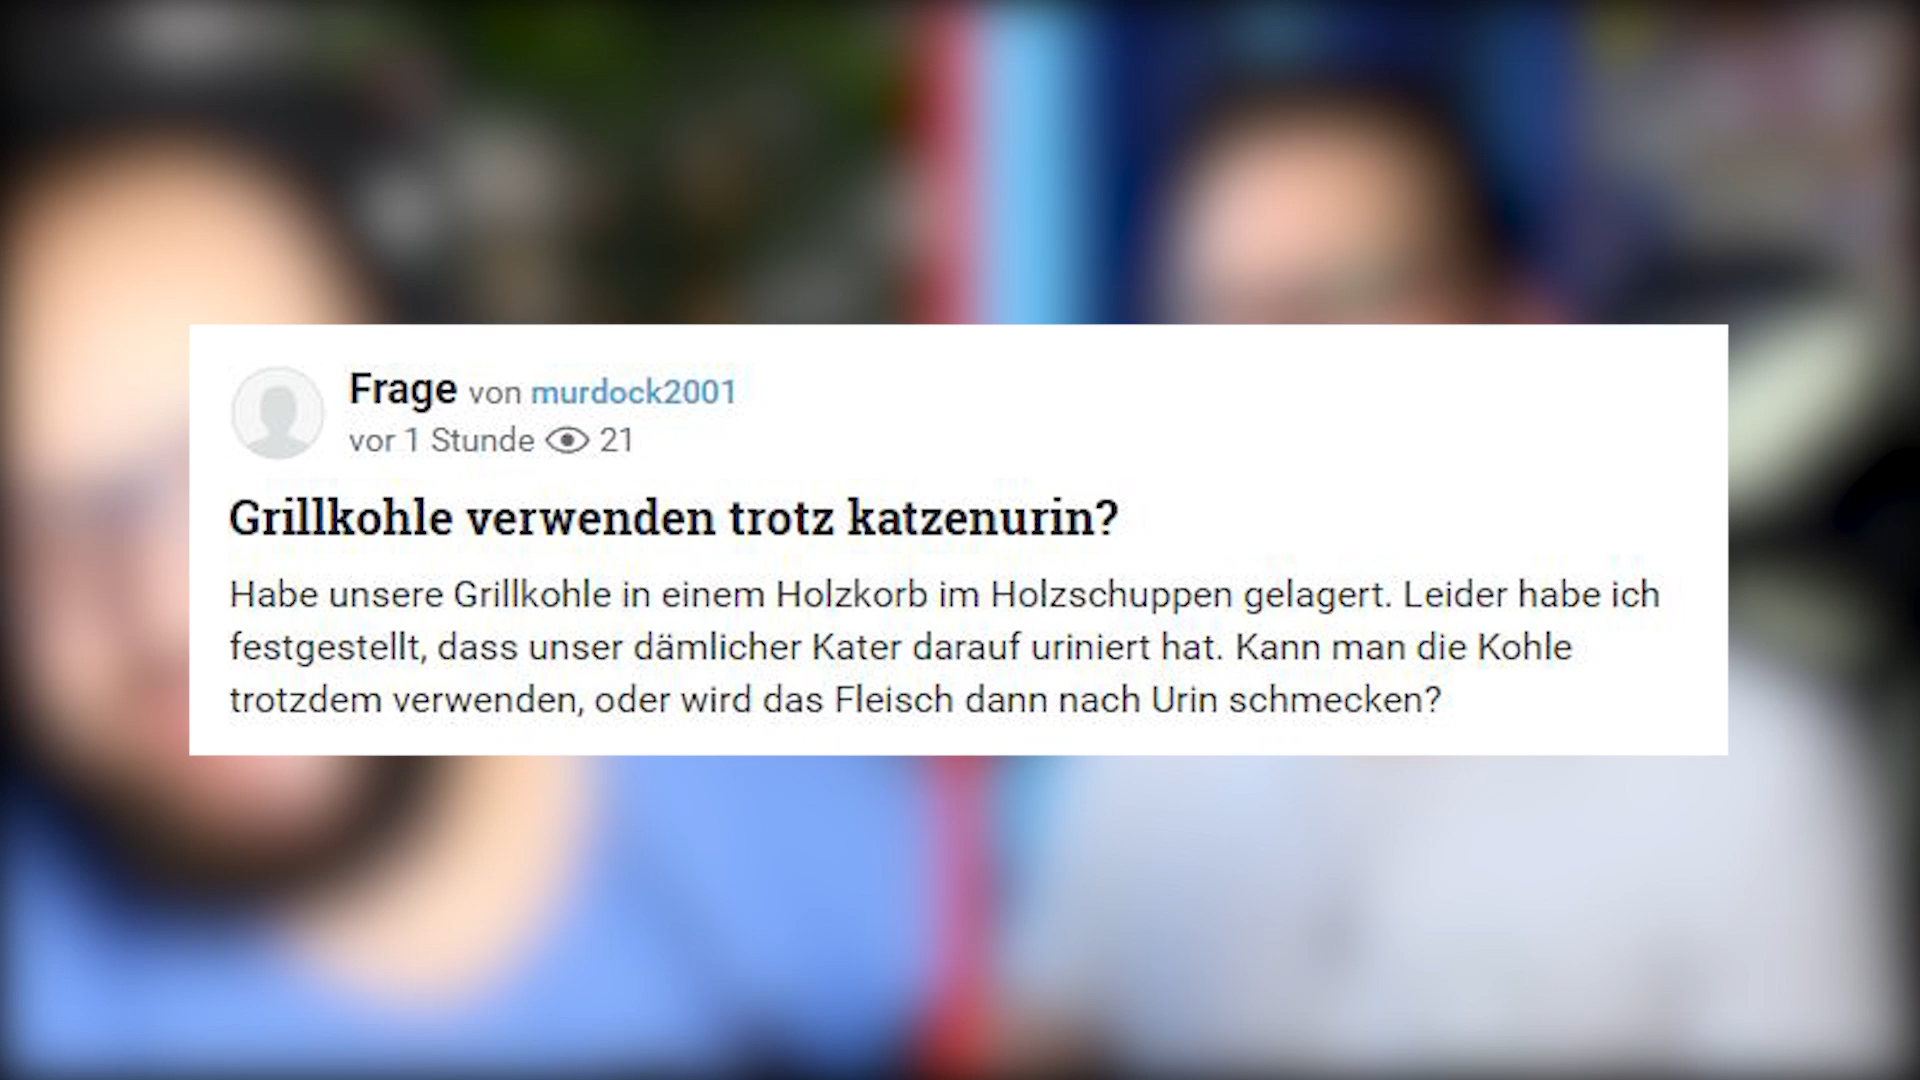 Frage von murdock2001
vor 1 Stunde 21
Grillkohle verwenden trotz katzenurin?
Habe unsere Grillkohle in einem Holzkorb im Holzschuppen gelagert. Leider habe ich
festgestellt, dass unser dämlicher Kater darauf uriniert hat. Kann man die Kohle
trotzdem verwenden, oder wird das Fleisch dann nach Urin schmecken?